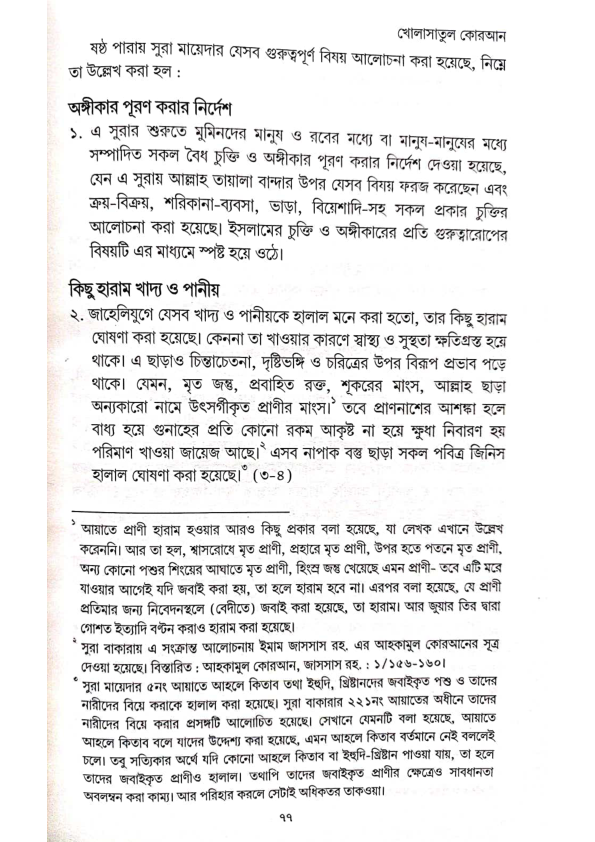 খোলাসাতুল কোরআন
ষষ্ঠ পারায় সুরা মায়েদার যেসব গুরুত্বপূর্ণ বিষয় আলোচনা করা হয়েছে, নিম্নে
তা উল্লেখ করা হল :
অঙ্গীকার পূরণ করার নির্দেশ
১. এ সুরার শুরুতে মুমিনদের মানুষ ও রবের মধ্যে বা মানুষ-মানুষের মধ্যে
সম্পাদিত সকল বৈধ চুক্তি ও অঙ্গীকার পূরণ করার নির্দেশ দেওয়া হয়েছে,
যেন এ সুরায় আল্লাহ তায়ালা বান্দার উপর যেসব বিষয় ফরজ করেছেন এবং
ক্রয়-বিক্রয়, শরিকানা-ব্যবসা, ভাড়া, বিয়েশাদি-সহ সকল প্রকার চুক্তির
আলোচনা করা হয়েছে। ইসলামের চুক্তি ও অঙ্গীকারের প্রতি গুরুত্বারোপের
বিষয়টি এর মাধ্যমে স্পষ্ট হয়ে ওঠে।
কিছু হারাম খাদ্য ও পানীয়
২. জাহেলিযুগে যেসব খাদ্য ও পানীয়কে হালাল মনে করা হতো, তার কিছু হারাম
ঘোষণা করা হয়েছে। কেননা তা খাওয়ার কারণে স্বাস্থ্য ও সুস্থতা ক্ষতিগ্রস্ত হয়ে
থাকে। এ ছাড়াও চিন্তাচেতনা, দৃষ্টিভঙ্গি ও চরিত্রের উপর বিরূপ প্রভাব পড়ে
থাকে। যেমন, মৃত জন্তু, প্রবাহিত রক্ত, শূকরের মাংস, আল্লাহ ছাড়া
অন্যকারো নামে উৎসর্গীকৃত প্রাণীর মাংস।১ তবে প্রাণনাশের আশঙ্কা হলে
বাধ্য হয়ে গুনাহের প্রতি কোনো রকম আকৃষ্ট না হয়ে ক্ষুধা নিবারণ হয়
পরিমাণ খাওয়া জায়েজ আছে।২ এসব নাপাক বস্তু ছাড়া সকল পবিত্র জিনিস
হালাল ঘোষণা করা হয়েছে।৩ (৩-৪)
১ আয়াতে প্রাণী হারাম হওয়ার আরও কিছু প্রকার বলা হয়েছে, যা লেখক এখানে উল্লেখ
করেননি। আর তা হল, শ্বাসরোধে মৃত প্রাণী, প্রহারে মৃত প্রাণী, উপর হতে পতনে মৃত প্রাণী,
অন্য কোনো পশুর শিংয়ের আঘাতে মৃত প্রাণী, হিংস্র জন্তু খেয়েছে এমন প্রাণী- তবে এটি মরে
যাওয়ার আগেই যদি জবাই করা হয়, তা হলে হারাম হবে না। এরপর বলা হয়েছে, যে প্রাণী
প্রতিমার জন্য নিবেদনস্থলে (বেদীতে) জবাই করা হয়েছে, তা হারাম। আর জুয়ার তির দ্বারা
গোশত ইত্যাদি বণ্টন করাও হারাম করা হয়েছে।
২ সুরা বাকারায় এ সংক্রান্ত আলোচনায় ইমাম জাসসাস রহ. এর আহকামুল কোরআনের সূত্র
দেওয়া হয়েছে। বিস্তারিত : আহকামুল কোরআন, জাসসাস রহ. : ১/১৫৬-১৬০।
৩ সুরা মায়েদার ৫নং আয়াতে আহলে কিতাব তথা ইহুদি, খ্রিষ্টানদের জবাইকৃত পশু ও তাদের
নারীদের বিয়ে করাকে হালাল করা হয়েছে। সুরা বাকারার ২২১নং আয়াতের অধীনে তাদের
নারীদের বিয়ে করার প্রসঙ্গটি আলোচিত হয়েছে। সেখানে যেমনটি বলা হয়েছে, আয়াতে
আহলে কিতাব বলে যাদের উদ্দেশ্য করা হয়েছে, এমন আহলে কিতাব বর্তমানে নেই বললেই
চলে। তবু সত্যিকার অর্থে যদি কোনো আহলে কিতাব বা ইহুদি-খ্রিষ্টান পাওয়া যায়, তা হলে
তাদের জবাইকৃত প্রাণীও হালাল। তথাপি তাদের জবাইকৃত প্রাণীর ক্ষেত্রেও সাবধানতা
অবলম্বন করা কাম্য। আর পরিহার করলে সেটাই অধিকতর তাকওয়া।
৭৭